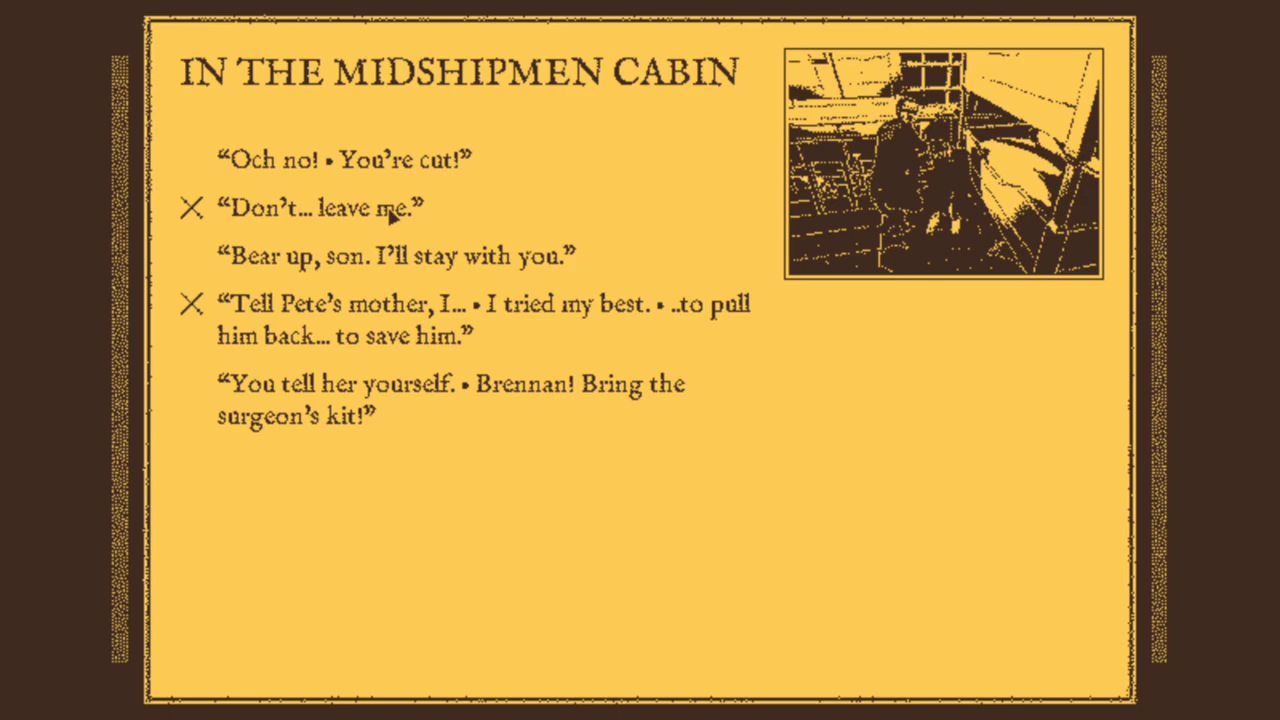 IN THE MIDSHIPMEN CABIN
“Och no! • You’re cut!”
“Don’t... leave me.”
“Bear up, son. I’ll stay with you.”
“Tell Pete’s mother, I... • I tried my best. • ..to pull
him back... to save him.”
“You tell her yourself. • Brennan! Bring the
surgeon’s kit!”